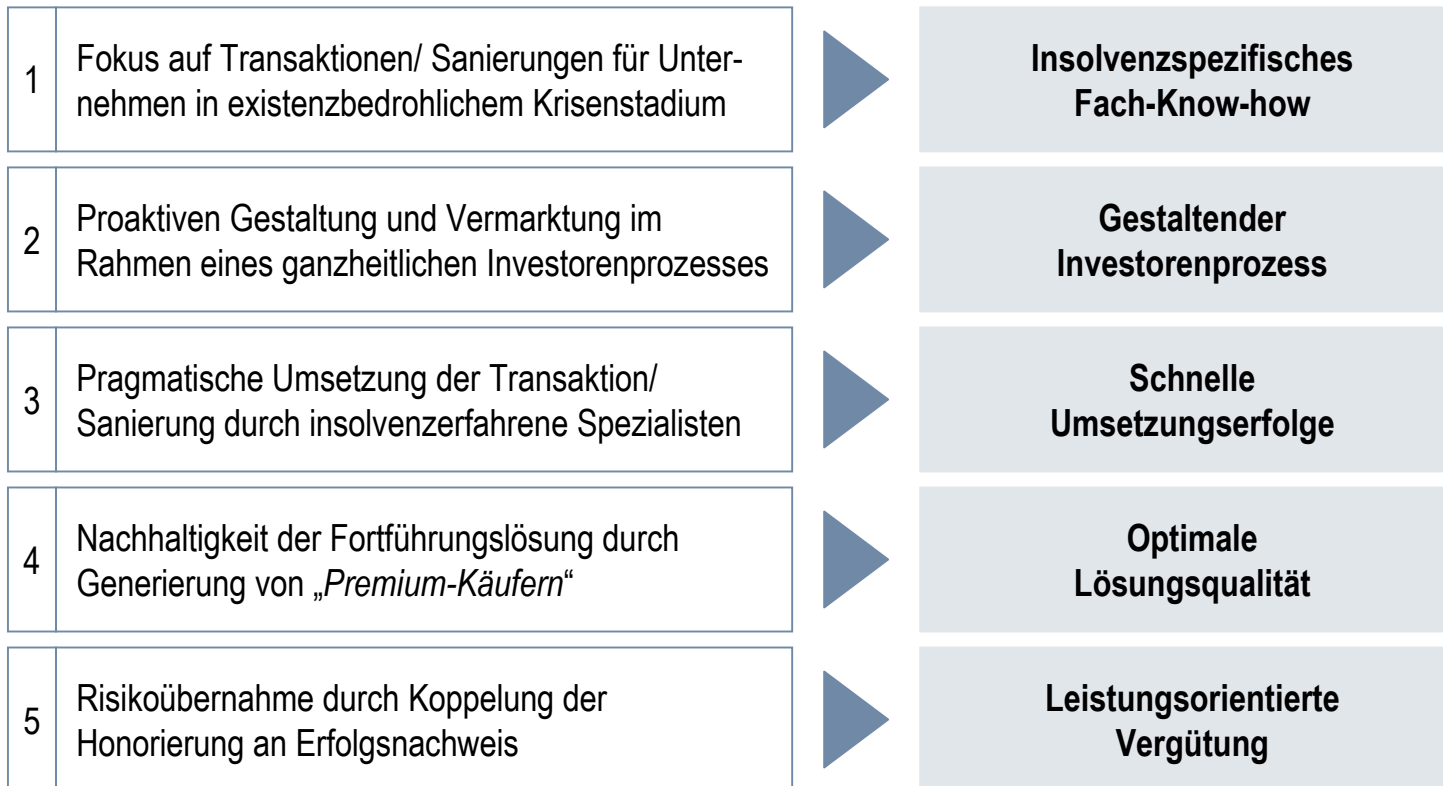 1
Fokus auf Transaktionen/ Sanierungen für Unter-
nehmen in existenzbedrohlichem Krisenstadium
Insolvenzspezifisches
Fach-Know-how
2
Proaktiven Gestaltung und Vermarktung im
Rahmen eines ganzheitlichen Investorenprozesses
Gestaltender
Investorenprozess
3
Pragmatische Umsetzung der Transaktion/
Sanierung durch insolvenzerfahrene Spezialisten
Schnelle
Umsetzungserfolge
4
Nachhaltigkeit der Fortführungslösung durch
Generierung von „Premium-Käufern“
Optimale
Lösungsqualität
5
Risikoübernahme durch Koppelung der
Honorierung an Erfolgsnachweis
Leistungsorientierte
Vergütung